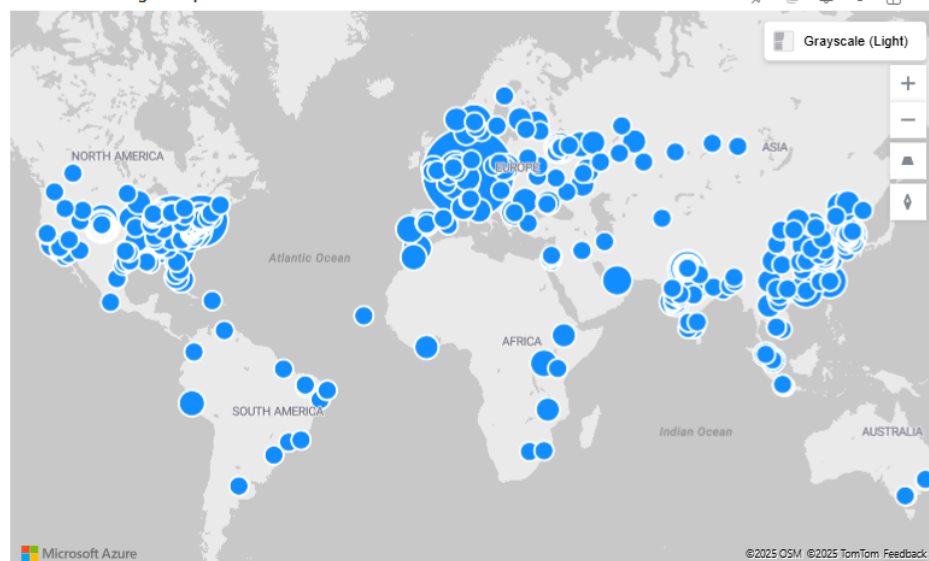 Grayscale (Light)
NORTH AMERICA
ASIA
EUROPE
Atlantic Ocean
AFRICA
SOUTH AMERICA
Indian Ocean
AUSTRALIA
Microsoft Azure
©2025 OSM ©2025 TomTom Feedback